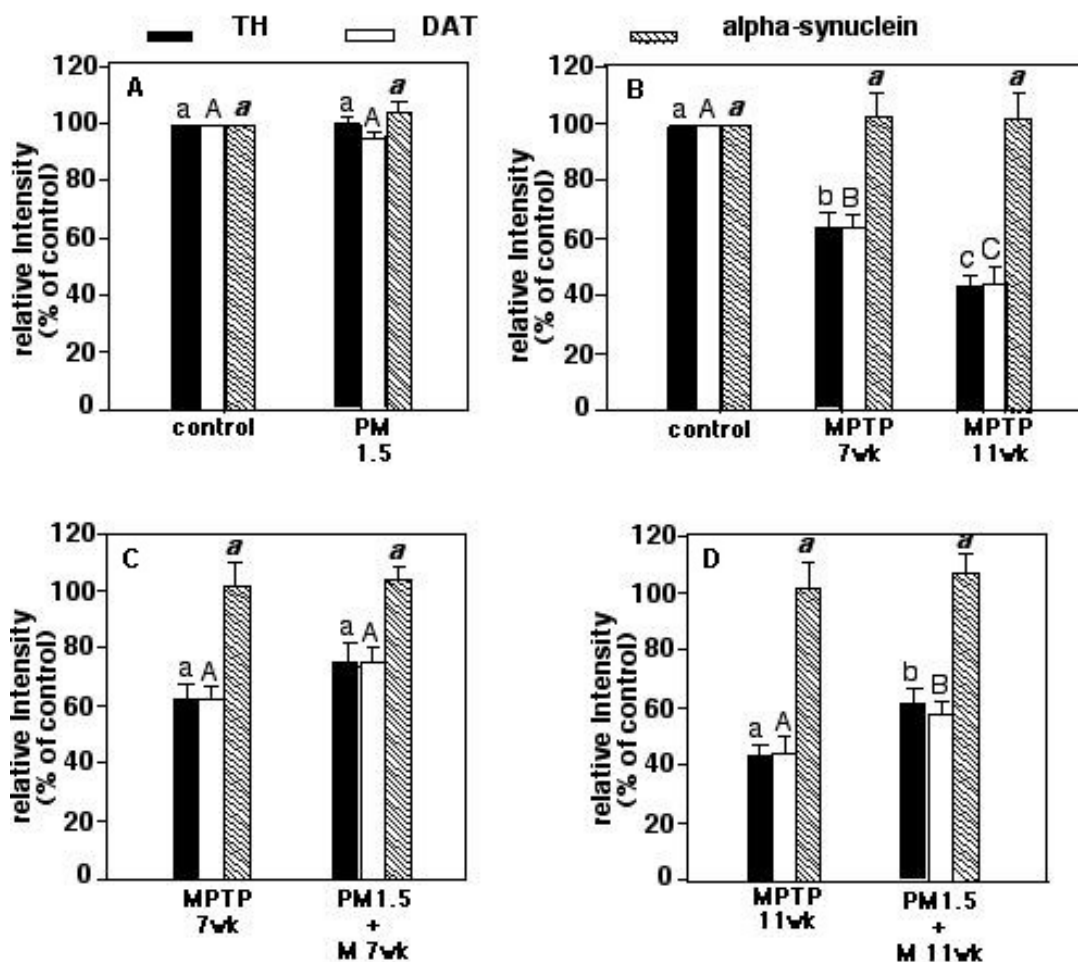 TH DAT alpha-synuclein
A
relative Intensity
(% of control)
120
100
80
60
40
20
0
a A a
a A a
control PM
1.5
B
relative Intensity
(% of control)
120
100
80
60
40
20
0
a A a
b B a
c C a
control MPTP MPTP
7wk 11wk
C
relative Intensity
(% of control)
120
100
80
60
40
20
0
a A a
a A a
MPTP PM1.5
7wk +
M 7wk
D
relative Intensity
(% of control)
120
100
80
60
40
20
0
a A a
b B a
MPTP PM1.5
11wk +
M 11wk